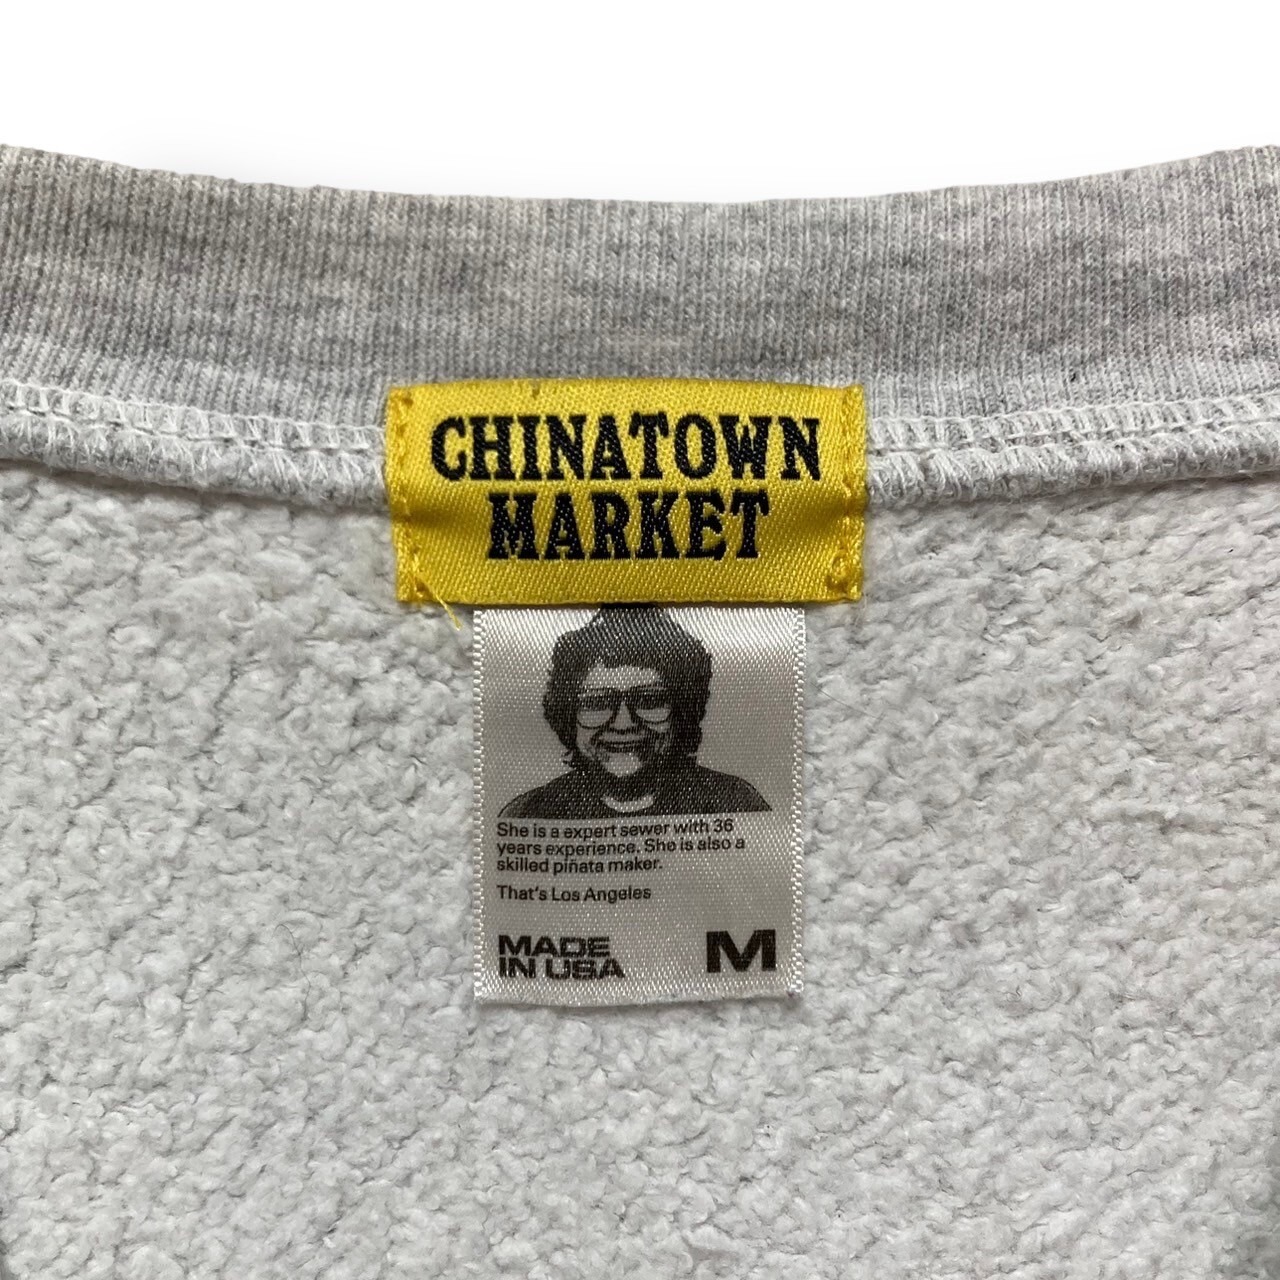 CHINATOWN
MARKET
She is a expert sewer with 36
years experience. She is also a
skilled piñata maker.
That's Los Angeles
MADE
IN USA
M